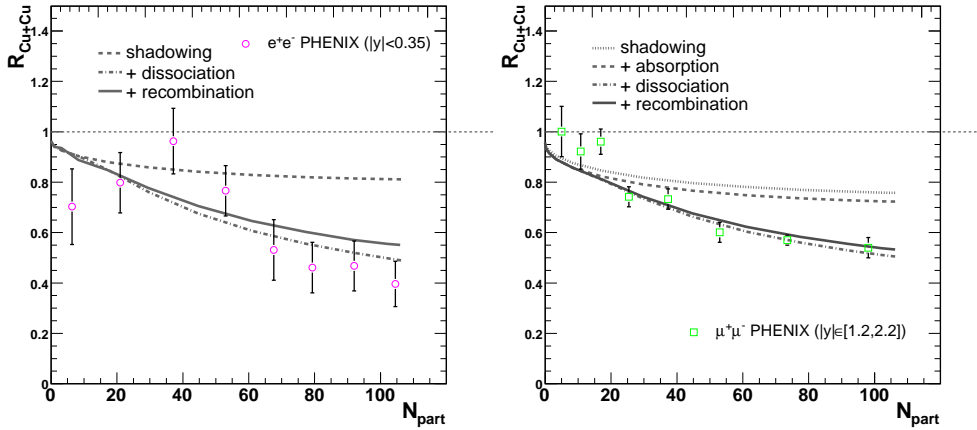 R_Cu+Cu
1.4
1.2
1
0.8
0.6
0.4
0.2
0
e⁺e⁻ PHENIX (|y|<0.35)
shadowing
+ dissociation
+ recombination
0 20 40 60 80 100
N_part
R_Cu+Cu
1.4
1.2
1
0.8
0.6
0.4
0.2
0
shadowing
+ absorption
+ dissociation
+ recombination
μ⁺μ⁻ PHENIX (|y|∈[1.2,2.2])
0 20 40 60 80 100
N_part